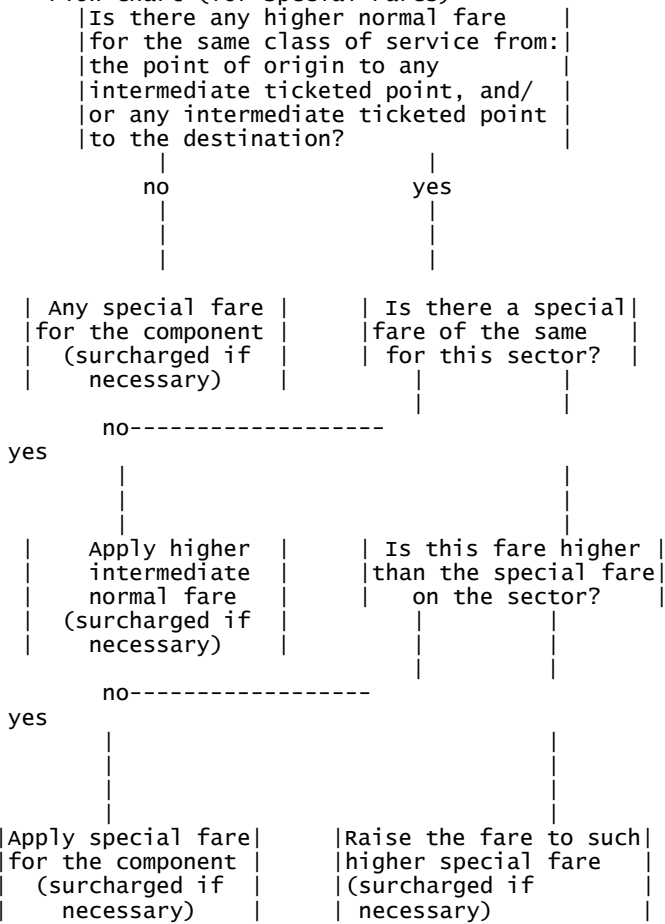 |Is there any higher normal fare |
|for the same class of service from:|
|the point of origin to any |
|intermediate ticketed point, and/ |
|or any intermediate ticketed point |
|to the destination? |
| |
no yes
| |
| |
| |
| Any special fare | | Is there a special|
|for the component | |fare of the same |
| (surcharged if | | for this sector? |
| necessary) | | |
| |
no-------------------
yes
| |
| |
| |
| Apply higher | | Is this fare higher |
| intermediate | |than the special fare|
| normal fare | | on the sector? |
| (surcharged if | | |
| necessary) | | |
| |
no------------------
yes
| |
| |
| |
| |
|Apply special fare| |Raise the fare to such|
|for the component | |higher special fare |
| (surcharged if | |(surcharged if |
| necessary) | | necessary) |